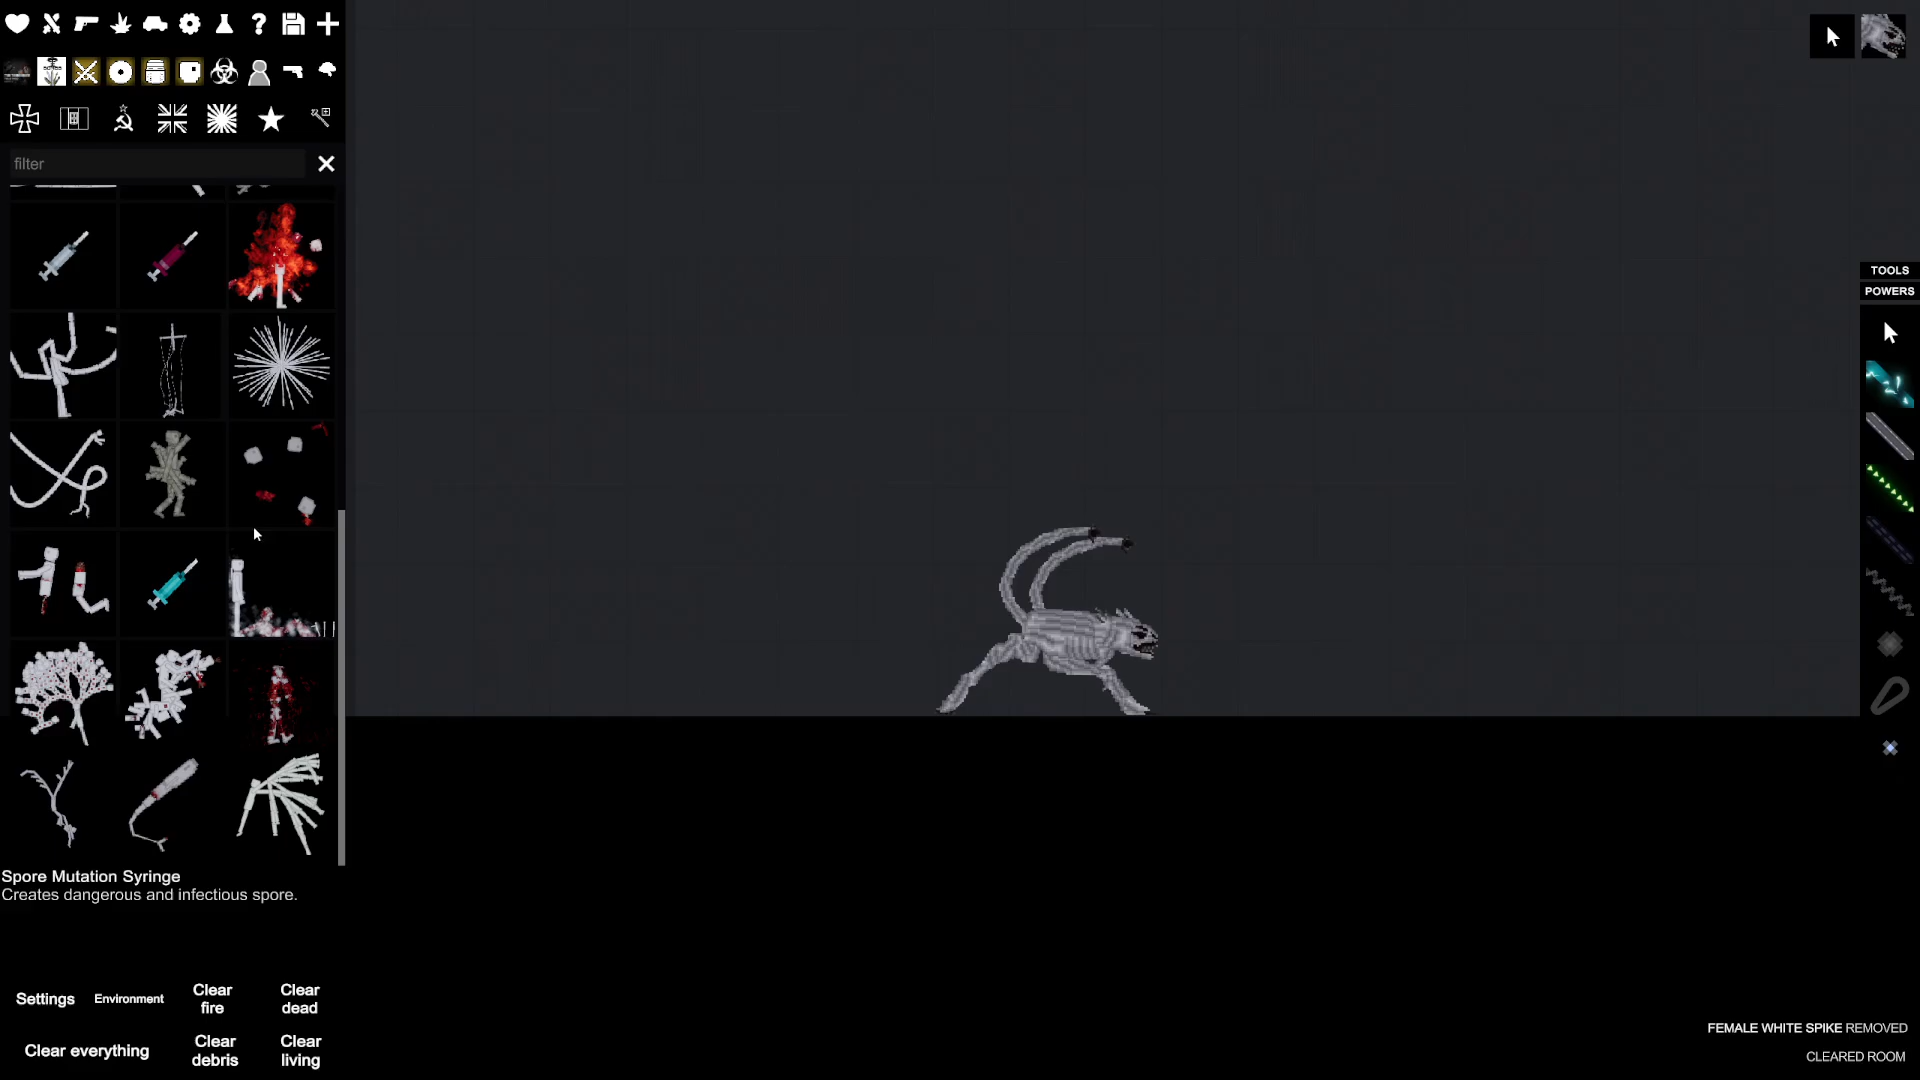 filter
TOOLS
POWERS
Spore Mutation Syringe
Creates dangerous and infectious spore.
Settings
Environment
Clear
fire
Clear
dead
Clear everything
Clear
debris
Clear
living
FEMALE WHITE SPIKE REMOVED
CLEARED ROOM